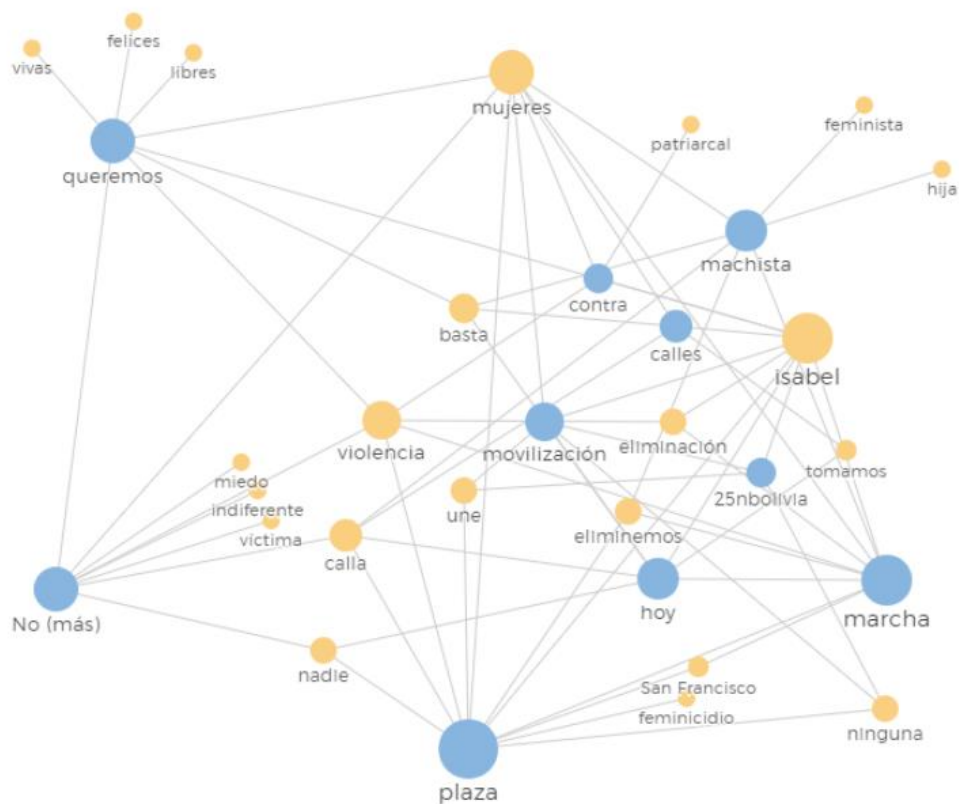 felices
vivas
libres
mujeres
feminista
patriarcal
queremos
hija
machista
contra
basta
calles
isabel
violencia
movilización
eliminación
tomamos
miedo
25nbolivia
indiferente
une
eliminemos
víctima
calla
hoy
marcha
No (más)
nadie
San Francisco
feminicidio
ninguna
plaza